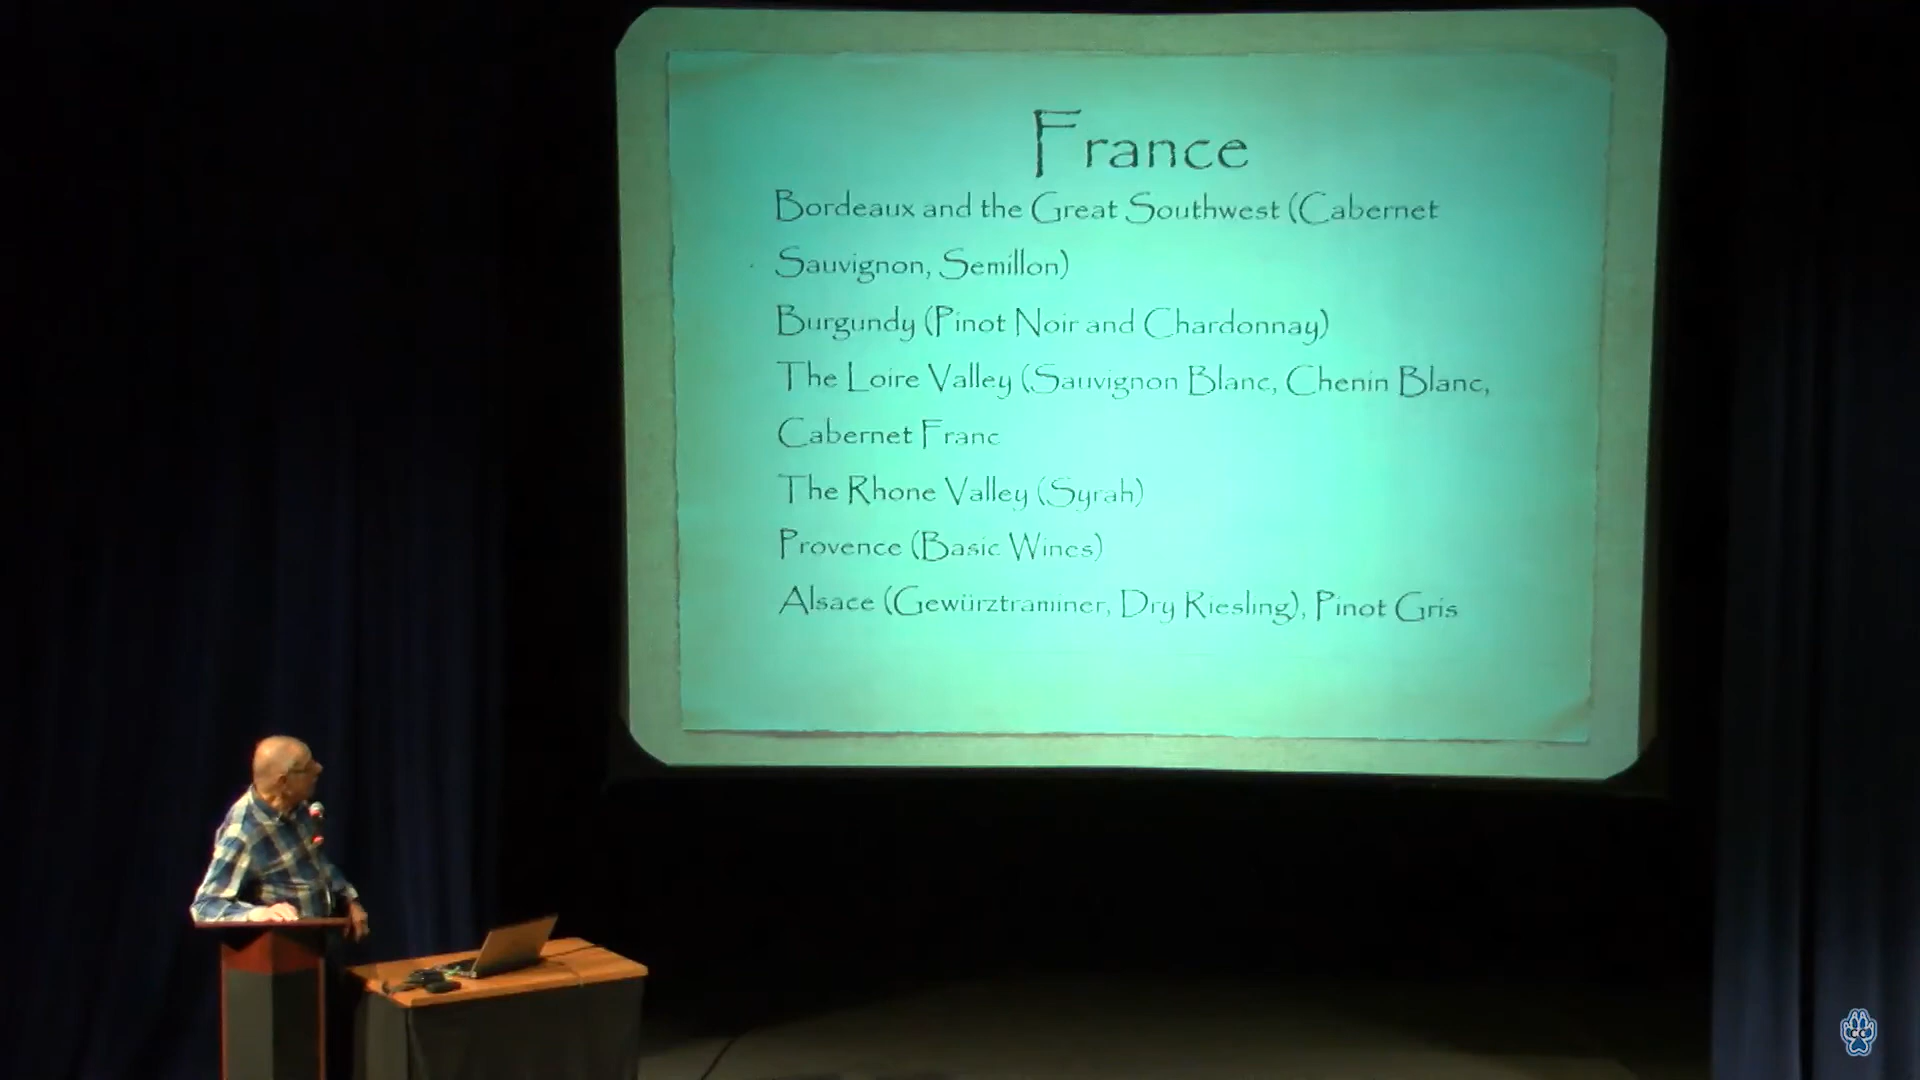 France
Bordeaux and the Great Southwest (Cabernet
Sauvignon, Semillon)
Burgundy (Pinot Noir and Chardonnay)
The Loire Valley (Sauvignon Blanc, Chenin Blanc,
Cabernet Franc
The Rhone Valley (Syrah)
Provence (Basic Wines)
Alsace (Gewürztraminer, Dry Riesling), Pinot Gris